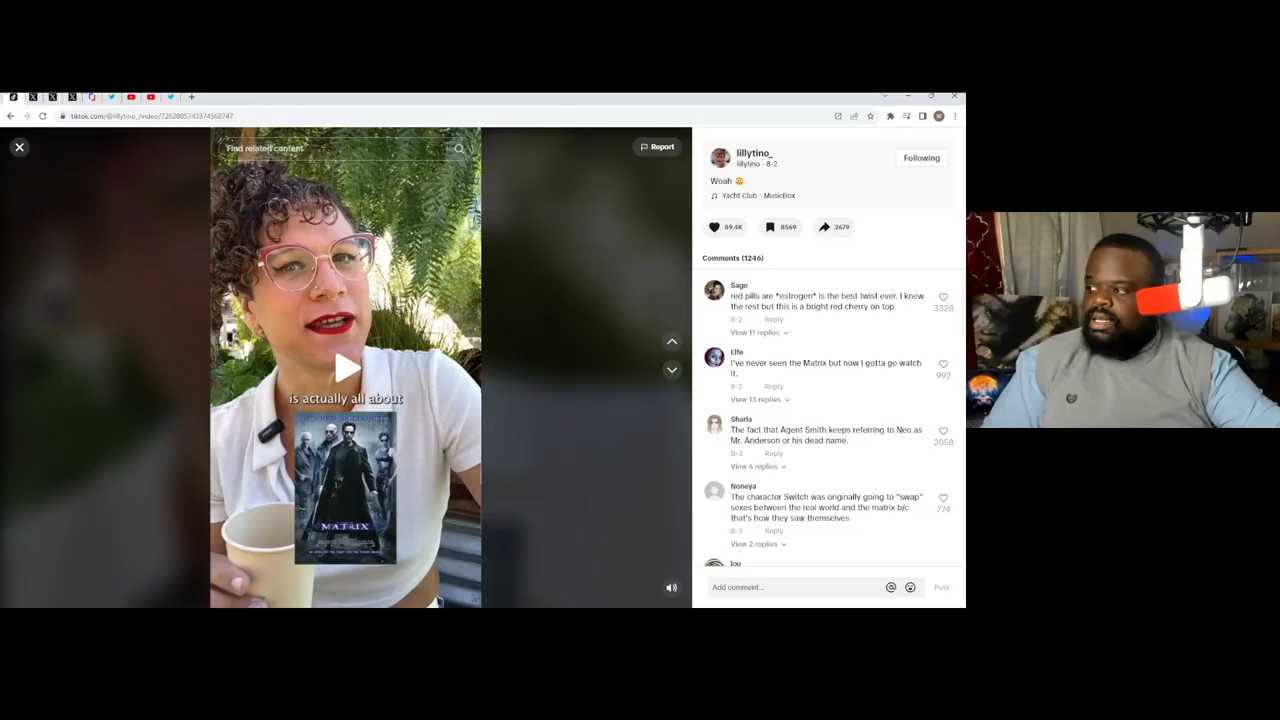 tiktok.com/@lillytino_/video/7262805743374568747
Find related content
Report
lillytino_
lillytino · 8-2
Following
Woah 😳
Yacht Club - MusicBox
89.4K
8569
2679
Comments (1246)
Sage
red pills are *estrogen* is the best twist ever. I knew
the rest but this is a bright red cherry on top
3328
8-2 Reply
View 11 replies
Elfe
I've never seen the Matrix but now I gotta go watch
it.
992
8-2 Reply
View 13 replies
Sharla
The fact that Agent Smith keeps referring to Neo as
Mr. Anderson or his dead name.
2058
8-3 Reply
View 6 replies
Noneya
The character Switch was originally going to "swap"
sexes between the real world and the matrix b/c
that's how they saw themselves
774
8-3 Reply
View 2 replies
lou
Add comment...
Post
is actually all about
MATRIX